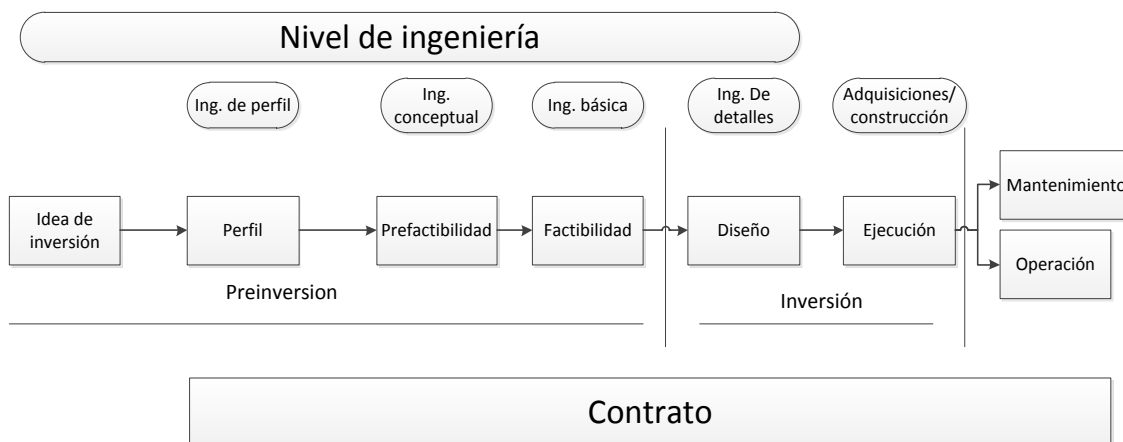 Nivel de ingeniería
Ing. de perfil
Ing.
conceptual
Ing. básica
Ing. De
detalles
Adquisiciones/
construcción
Idea de
inversión
Perfil
Prefactibilidad
Factibilidad
Diseño
Ejecución
Mantenimiento
Operación
Preinversion
Inversión
Contrato